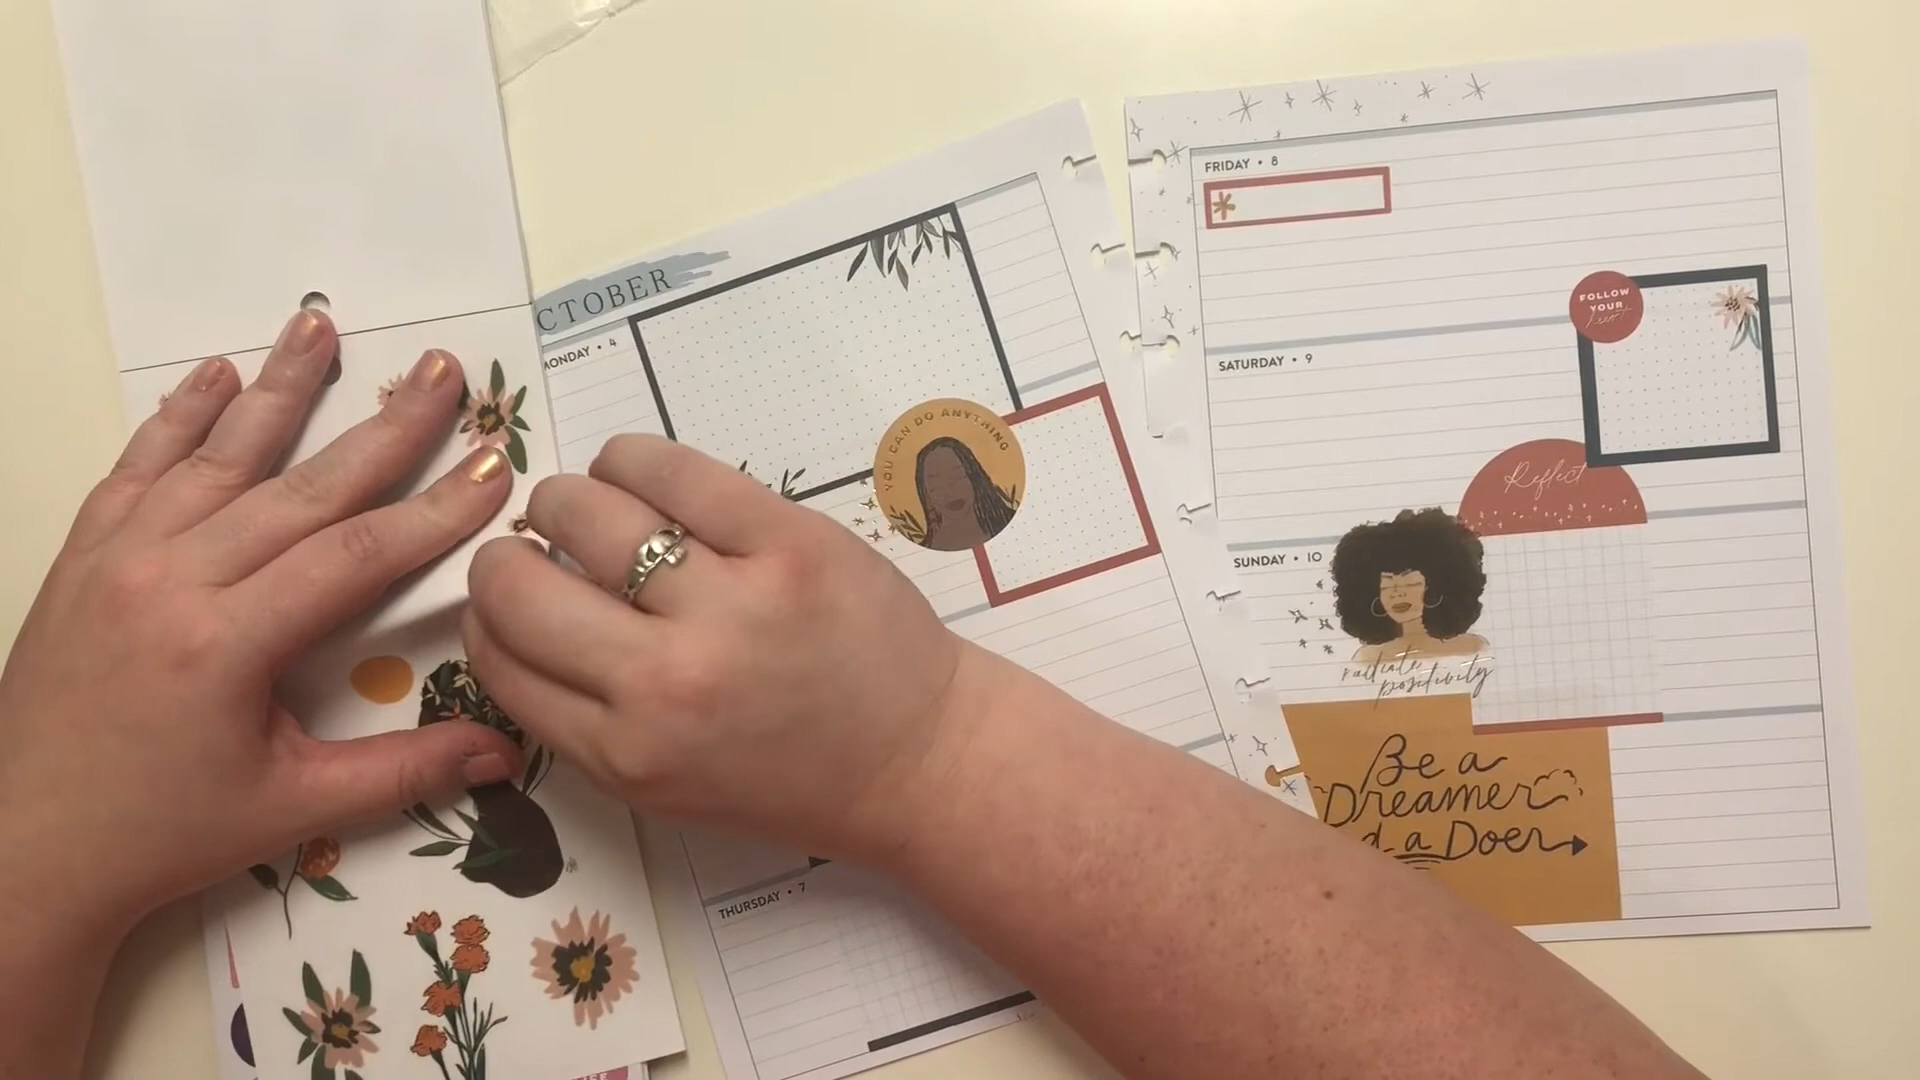 CTOBER
MONDAY • 4
YOU CAN DO ANYTHING
THURSDAY • 7
FRIDAY • 8
FOLLOW
YOUR
heart
SATURDAY • 9
Reflect
SUNDAY • 10
radiate
positivity
Be a
Dreamer
d a Doer